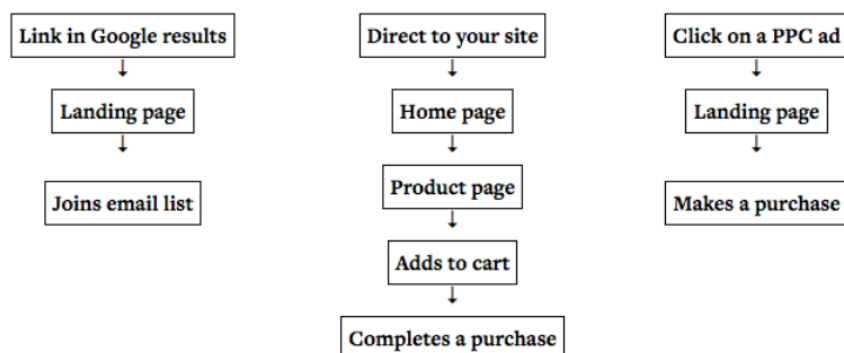 Link in Google results
Landing page
Joins email list
Direct to your site
Home page
Product page
Adds to cart
Completes a purchase
Click on a PPC ad
Landing page
Makes a purchase